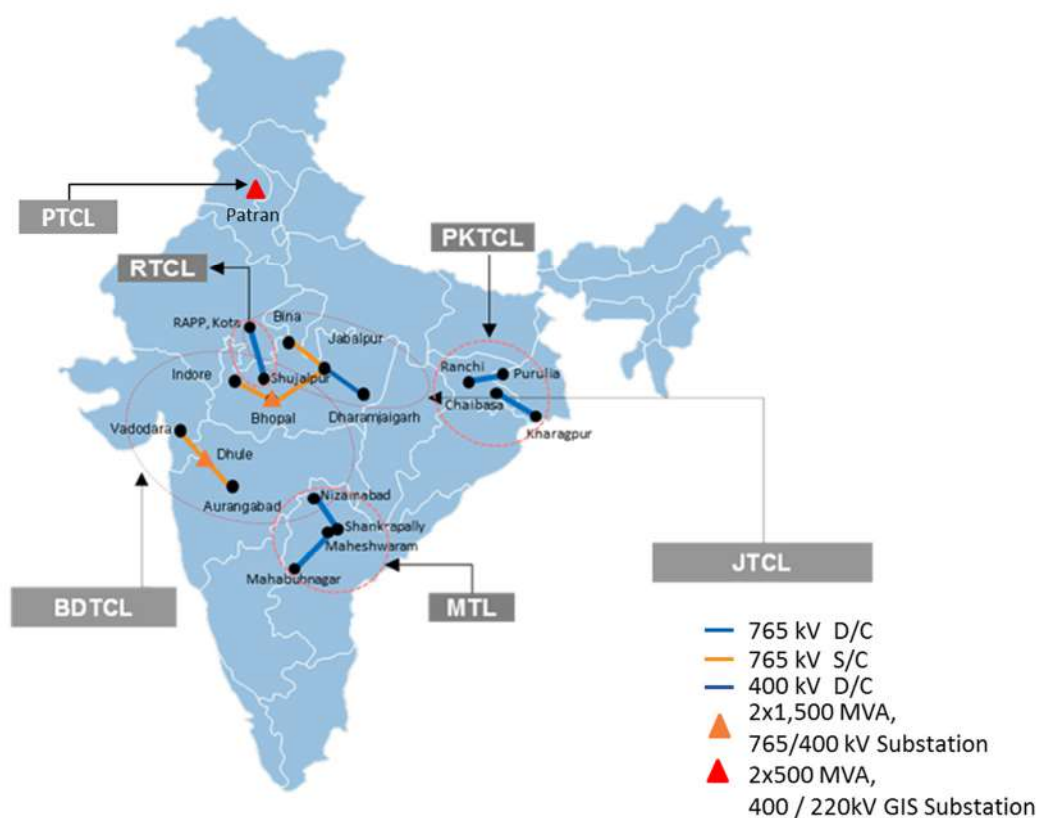 PTCL
Patran
PKTCL
RTCL
RAPP, Kota
Bina
Jabalpur
Indore
Shujalpur
Ranchi
Purulia
Chaibasa
Bhopal
Dharamjaigarh
Kharagpur
Vadodara
Dhule
Aurangabad
Nizamabad
Shankrapally
Maheshwaram
Mahabubnagar
JTCL
BDTCL
MTL
765 kV D/C
765 kV S/C
400 kV D/C
2x1,500 MVA,
765/400 kV Substation
2x500 MVA,
400 / 220kV GIS Substation